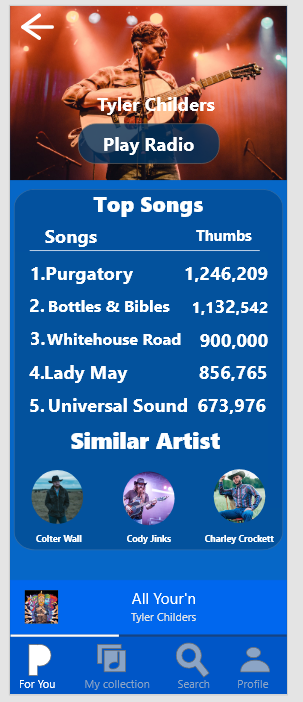 Tyler Childers
Play Radio
Top Songs
Songs Thumbs
1.Purgatory 1,246,209
2. Bottles & Bibles 1,132,542
3. Whitehouse Road 900,000
4.Lady May 856,765
5. Universal Sound 673,976
Similar Artist
Colter Wall Cody Jinks Charley Crockett
All Your'n
Tyler Childers
For You My collection Search Profile